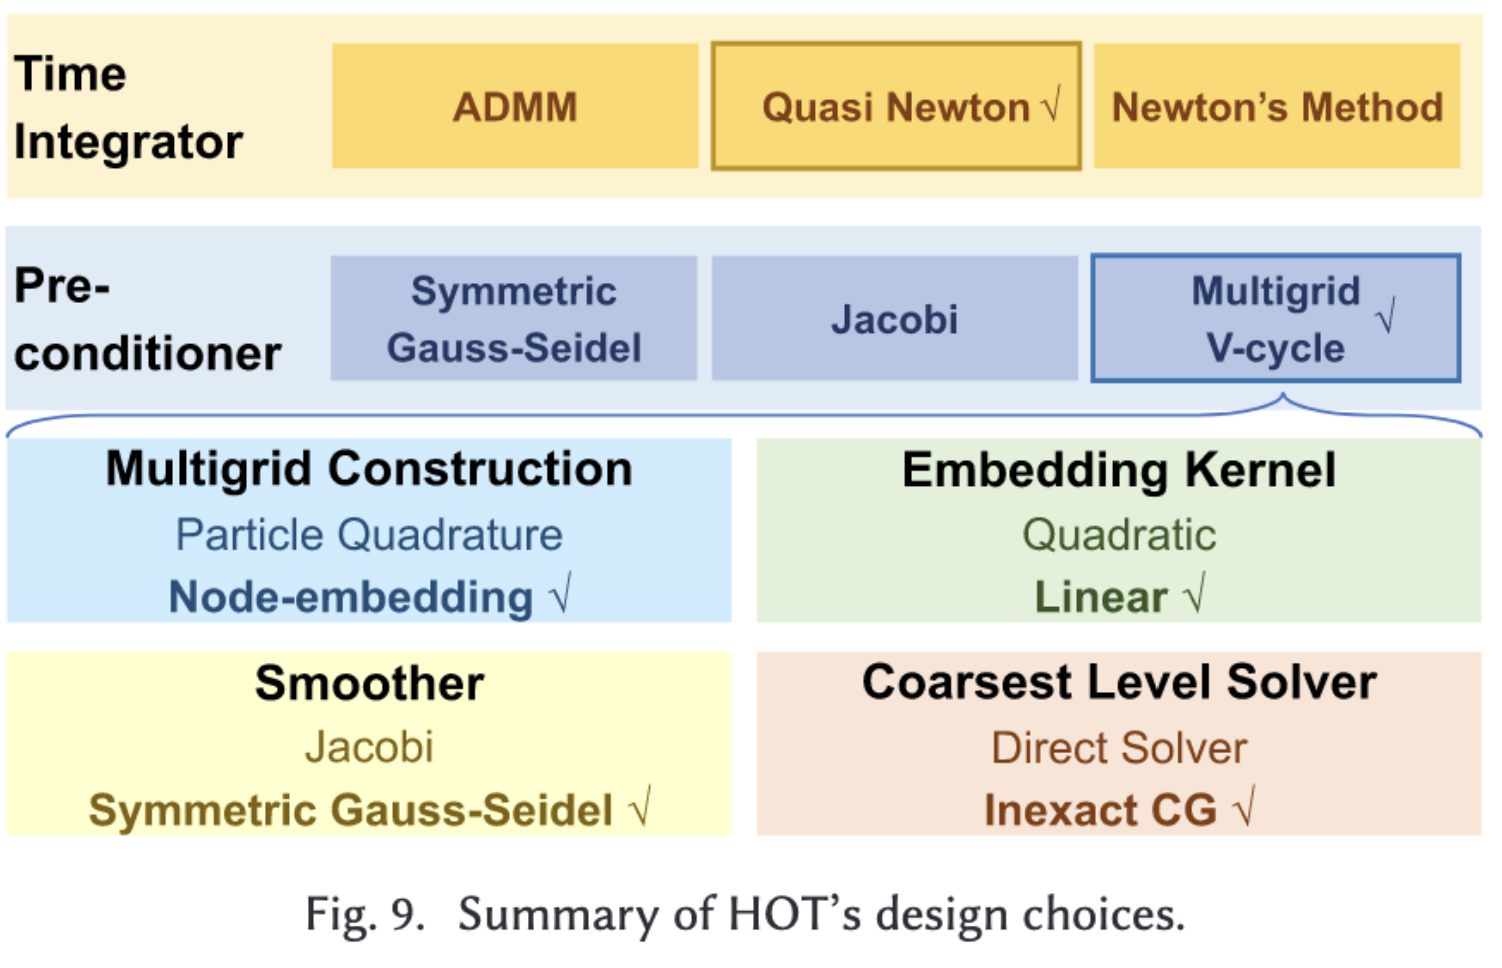 Time
Integrator
ADMM
Quasi Newton √
Newton's Method
Pre-
conditioner
Symmetric
Gauss-Seidel
Jacobi
Multigrid
V-cycle
√
Multigrid Construction
Particle Quadrature
Node-embedding √
Embedding Kernel
Quadratic
Linear √
Smoother
Jacobi
Symmetric Gauss-Seidel √
Coarsest Level Solver
Direct Solver
Inexact CG √
Fig. 9. Summary of HOT's design choices.